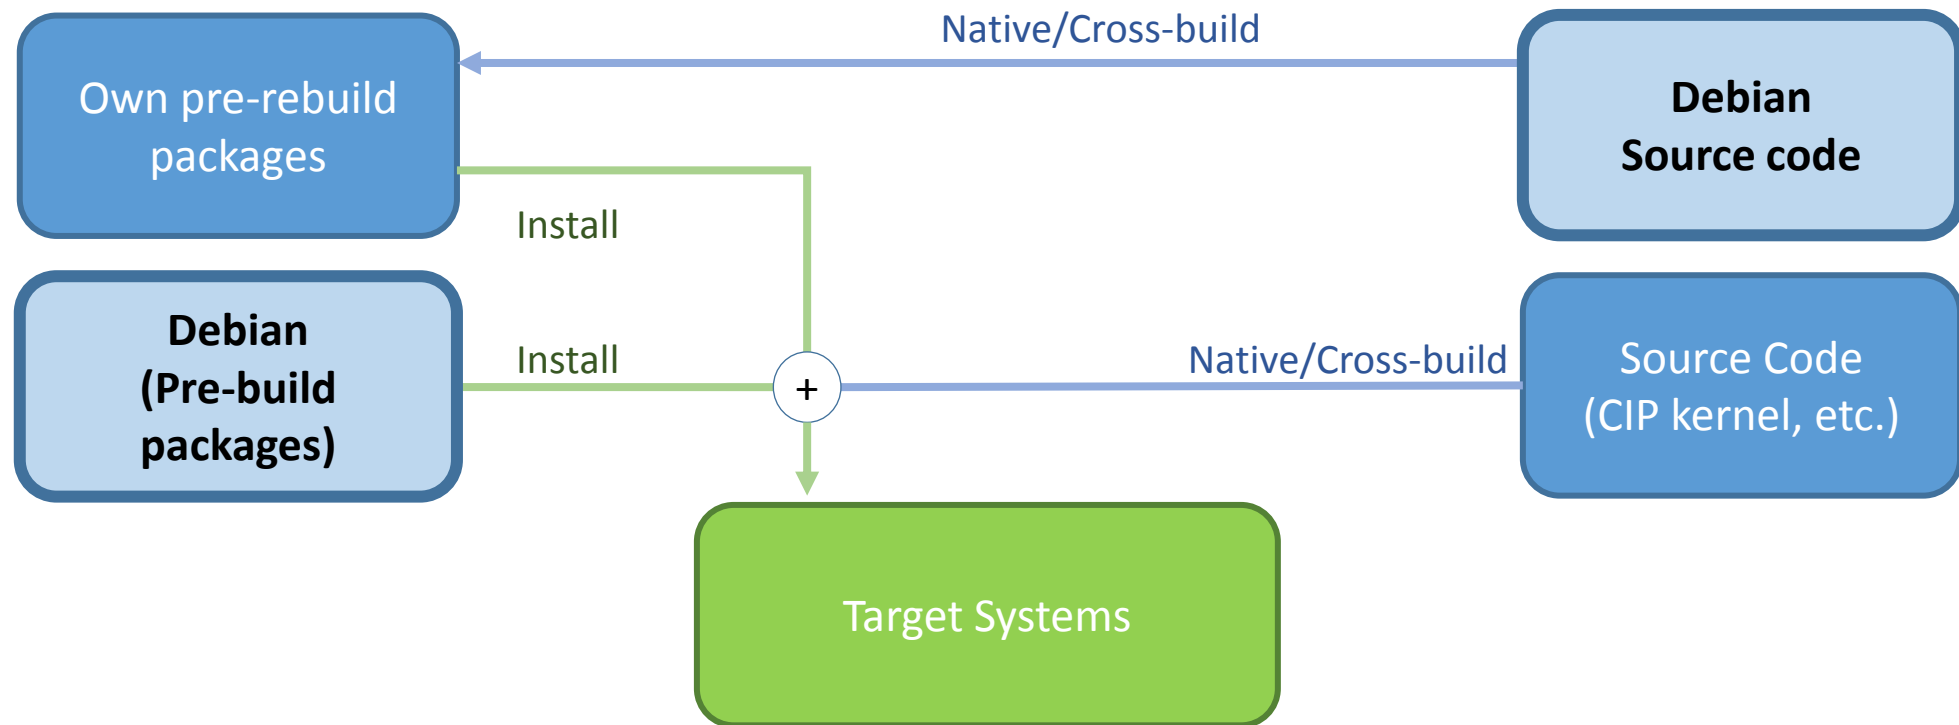 Native/Cross-build
Own pre-rebuild
packages
Debian
Source code
Install
Debian
(Pre-build
packages)
Install
+
Native/Cross-build
Source Code
(CIP kernel, etc.)
Target Systems